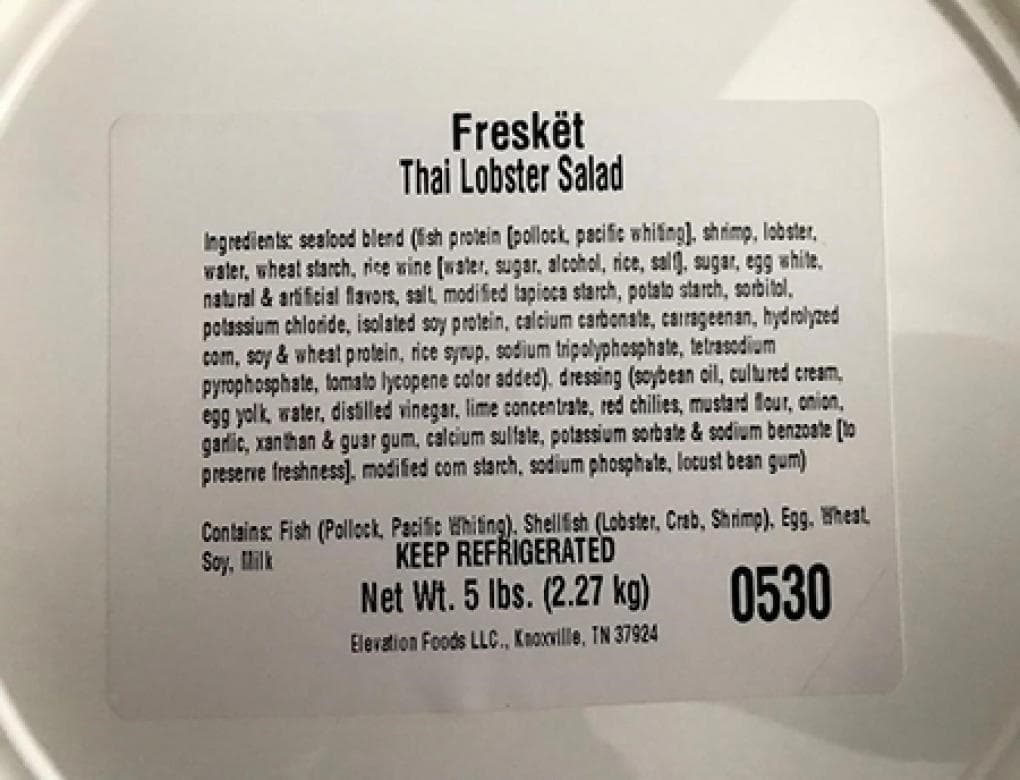 Freskët
Thai Lobster Salad
Ingredients: seafood blend (fish protein [pollock, pacific whiting], shrimp, lobster,
water, wheat starch, rice wine [water, sugar, alcohol, rice, salt], sugar, egg white,
natural & artificial flavors, salt, modified tapioca starch, potato starch, sorbitol,
potassium chloride, isolated soy protein, calcium carbonate, carrageenan, hydrolyzed
corn, soy & wheat protein, rice syrup, sodium tripolyphosphate, tetrasodium
pyrophosphate, tomato lycopene color added), dressing (soybean oil, cultured cream,
egg yolk, water, distilled vinegar, lime concentrate, red chilies, mustard flour, onion,
garlic, xanthan & guar gum, calcium sulfate, potassium sorbate & sodium benzoate [to
preserve freshness], modified corn starch, sodium phosphate, locust bean gum)
Contains: Fish (Pollock, Pacific Whiting), Shellfish (Lobster, Crab, Shrimp), Egg, Wheat,
Soy, Milk
KEEP REFRIGERATED
Net Wt. 5 lbs. (2.27 kg)
0530
Elevation Foods LLC., Knoxville, TN 37924